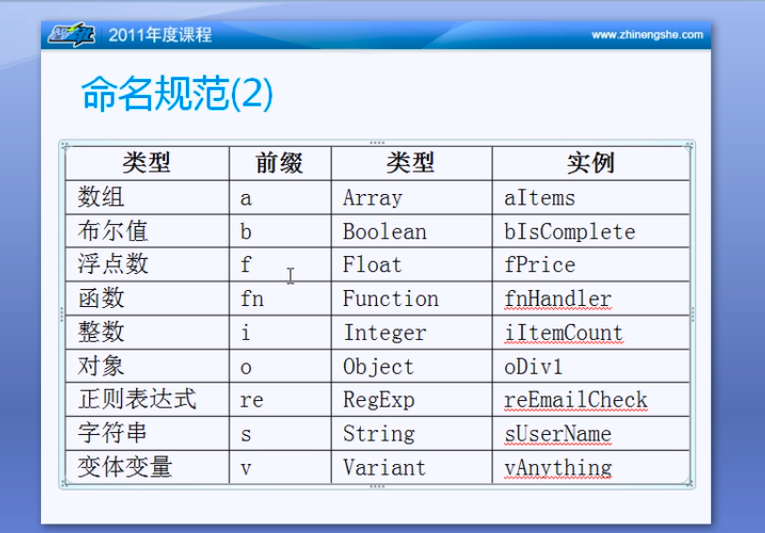 2011年度课程
www.zhinengshe.com
命名规范(2)
类型 前缀 类型 实例
数组 a Array aItems
布尔值 b Boolean bIsComplete
浮点数 f Float fPrice
函数 fn Function fnHandler
整数 i Integer iItemCount
对象 o Object oDiv1
正则表达式 re RegExp reEmailCheck
字符串 s String sUserName
变体变量 v Variant vAnything